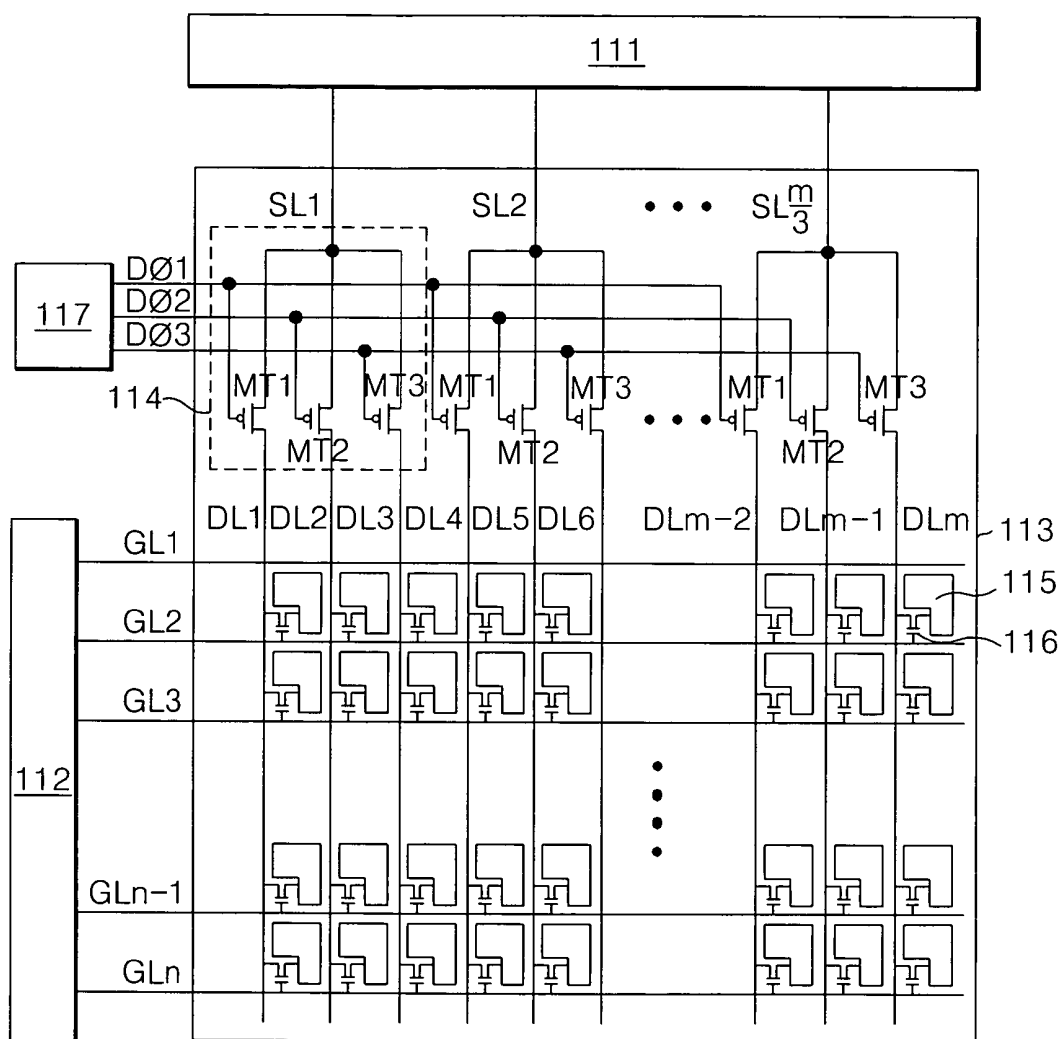 111
SL1 SL2 • • • SL m/3
DØ1
DØ2
DØ3
117
114
MT1 MT3 MT1 MT3 MT1 MT3
MT2 MT2 • • • MT2
DL1 DL2 DL3 DL4 DL5 DL6 DLm-2 DLm-1 DLm
113
GL1
115
GL2
116
GL3
112
GLn-1
GLn